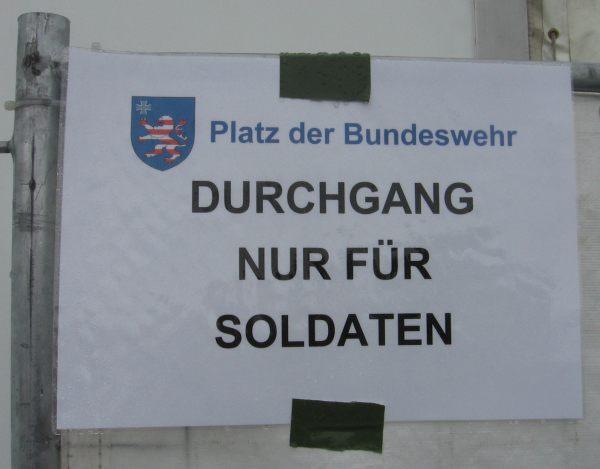 Platz der Bundeswehr
DURCHGANG
NUR FÜR
SOLDATEN